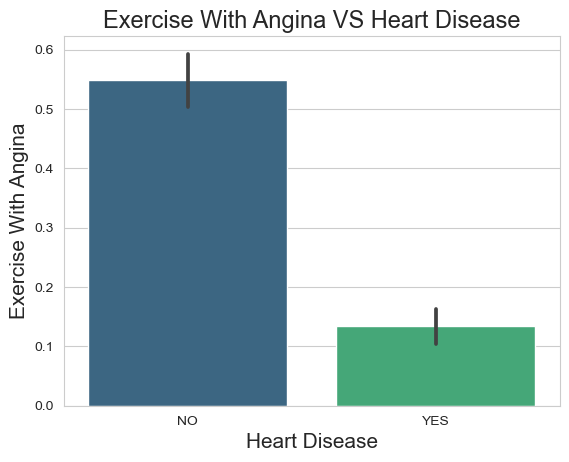 Exercise With Angina VS Heart Disease
Exercise With Angina
0.6
0.5
0.4
0.3
0.2
0.1
0.0
NO YES
Heart Disease